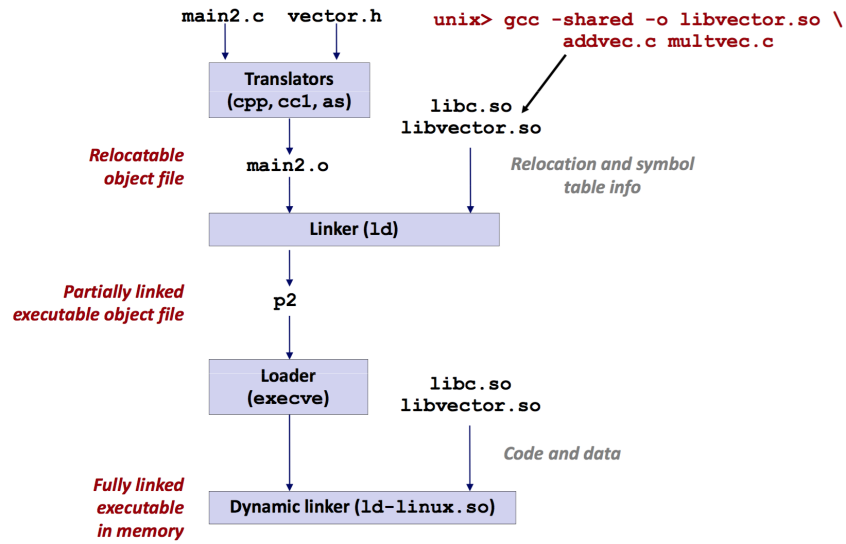 main2.c vector.h
unix> gcc -shared -o libvector.so \
addvec.c multvec.c
Translators
(cpp, cc1, as)
libc.so
libvector.so
Relocatable
object file
main2.o
Relocation and symbol
table info
Linker (ld)
Partially linked
executable object file
p2
Loader
(execve)
libc.so
libvector.so
Code and data
Fully linked
executable
in memory
Dynamic linker (ld-linux.so)